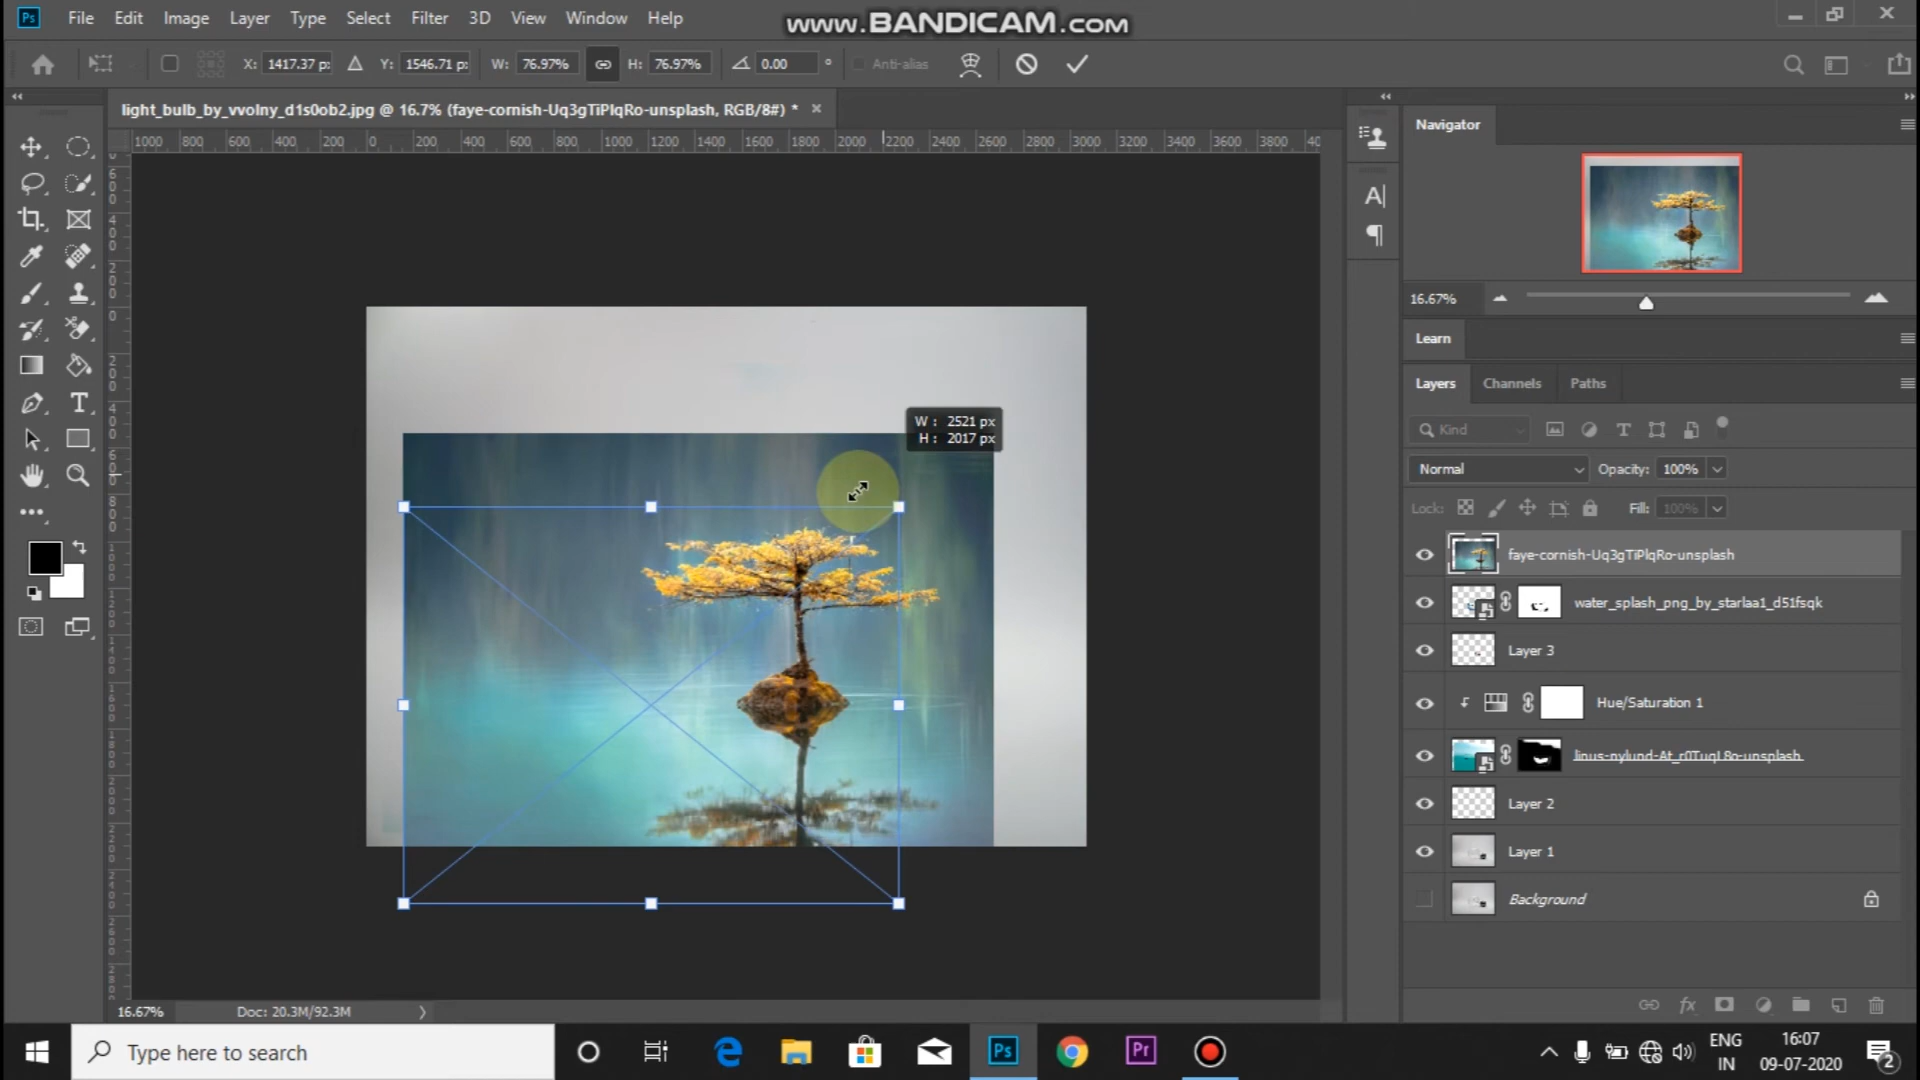 Ps File Edit Image Layer Type Select Filter 3D View Window Help
www.BANDICAM.com
X: 1417.37 p: Y: 1546.71 p: W: 76.97% H: 76.97% 0.00 ° Anti-alias
light_bulb_by_vvolny_d1s0ob2.jpg @ 16.7% (faye-cornish-Uq3gTiPlqRo-unsplash, RGB/8#) *
1000 800 600 400 200 0 200 400 600 800 1000 1200 1400 1600 1800 2000 2200 2400 2600 2800 3000 3200 3400 3600 3800 40
W : 2521 px
H : 2017 px
Navigator
16.67%
Learn
Layers Channels Paths
Kind
Normal Opacity: 100%
Lock: Fill: 100%
faye-cornish-Uq3gTiPlqRo-unsplash
water_splash_png_by_starlaa1_d51fsqk
Layer 3
Hue/Saturation 1
linus-nylund-At_r0TuqL8o-unsplash
Layer 2
Layer 1
Background
16.67% Doc: 20.3M/92.3M
Type here to search
Ps Pr
ENG
IN
16:07
09-07-2020
2